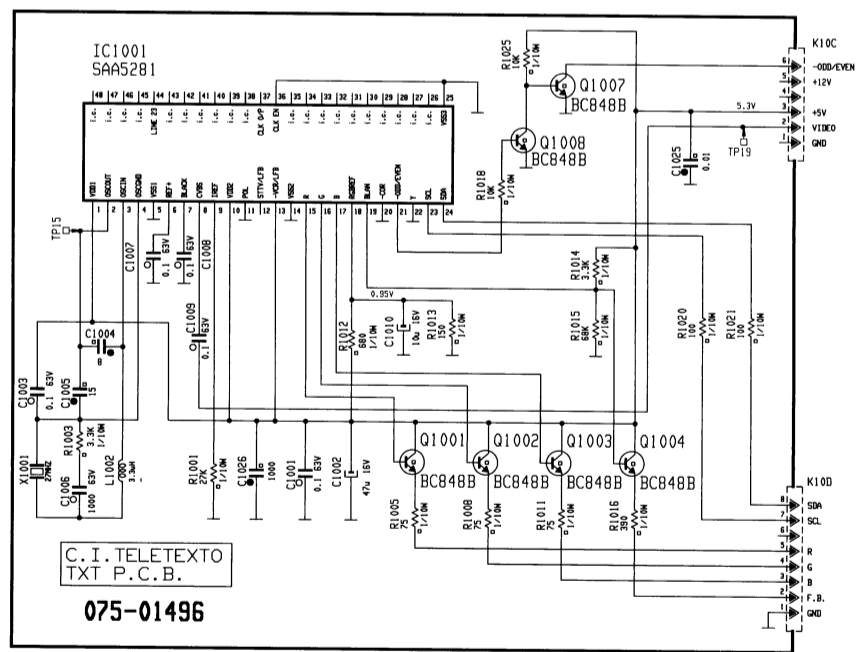 IC1001
SAA5281
48 47 46 45 44 43 42 41 40 39 38 37 36 35 34 33 32 31 30 29 28 27 26 25
i.c. i.c. i.c. i.c. LINE 23 i.c. i.c. i.c. i.c. i.c. i.c. CLK O/P CLK EN i.c. i.c. i.c. i.c. i.c. i.c. i.c. i.c. i.c. i.c. VSS3
VDD1 OSCOUT OSCIN OSCGND VSS1 REF+ BLACK CVBS IREF VDD2 POL STTV/LFB -VCR/LFB VSS2 R G B RGBREF BLAN -COR -ODD/EVEN Y SCL SDA
1 2 3 4 5 6 7 8 9 10 11 12 13 14 15 16 17 18 19 20 21 22 23 24
R1025
10K
1/10W
Q1007
BC848B
Q1008
BC848B
R1018
10K
1/10W
K10C
6 -ODD/EVEN
5 +12V
4
3 +5V
2 VIDEO
1 GND
5.3V
TP19
C1025
0.01
TP15
C1007
0.1 63V
C1008
0.1 63V
C1009
0.1 63V
0.95V
R1012
680
1/10W
C1010
10u 16V
R1013
150
1/10W
R1014
3.3K
1/10W
R1015
68K
1/10W
R1020
100
1/10W
R1021
100
1/10W
C1004
8
C1003
0.1 63V
C1005
15
R1003
3.3K
1/10W
X1001
27MHZ
C1006
1000 63V
L1002
3.3uH
R1001
27K
1/10W
C1026
1000
C1001
0.1 63V
C1002
47u 16V
Q1001
BC848B
Q1002
BC848B
Q1003
BC848B
Q1004
BC848B
R1005
75
1/10W
R1008
75
1/10W
R1011
75
1/10W
R1016
390
1/10W
K10D
8 SDA
7 SCL
6
5 R
4 G
3 B
2 F.B.
1 GND
C.I.TELETEXTO
TXT P.C.B.
075-01496